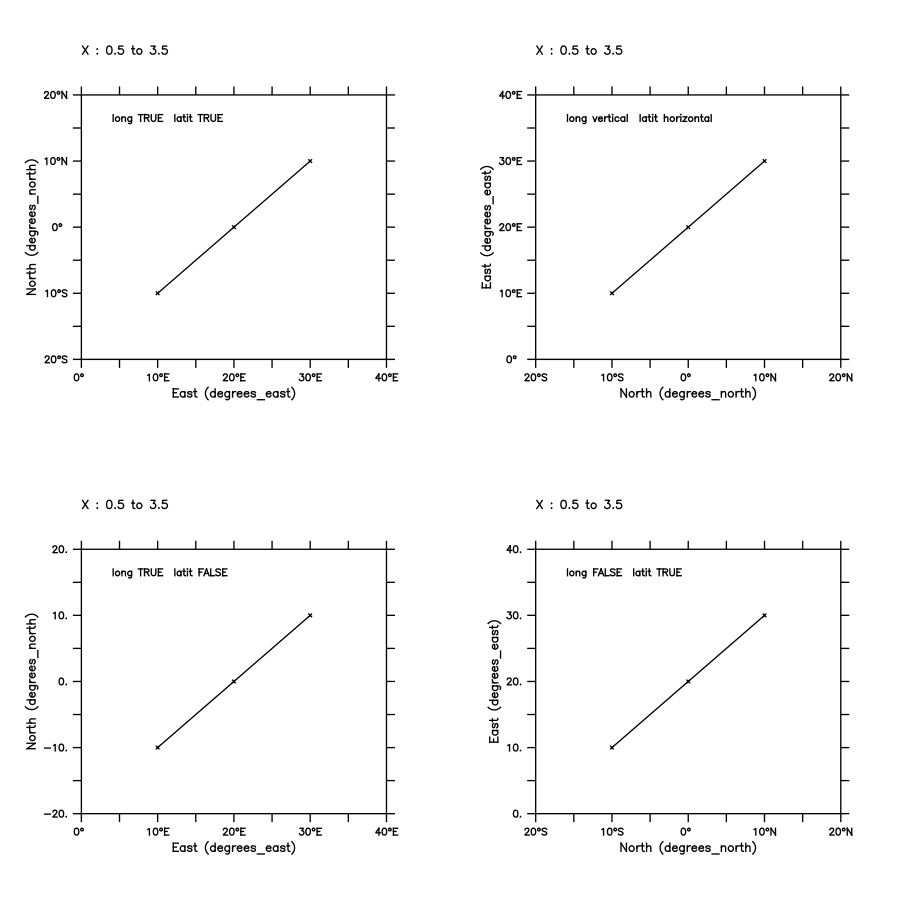 X : 0.5 to 3.5
20°N
long TRUE latit TRUE
10°N
0°
10°S
20°S
North (degrees_north)
0° 10°E 20°E 30°E 40°E
East (degrees_east)
X : 0.5 to 3.5
40°E
long vertical latit horizontal
30°E
20°E
10°E
0°
East (degrees_east)
20°S 10°S 0° 10°N 20°N
North (degrees_north)
X : 0.5 to 3.5
20.
long TRUE latit FALSE
10.
0.
−10.
−20.
North (degrees_north)
0° 10°E 20°E 30°E 40°E
East (degrees_east)
X : 0.5 to 3.5
40.
long FALSE latit TRUE
30.
20.
10.
0.
East (degrees_east)
20°S 10°S 0° 10°N 20°N
North (degrees_north)